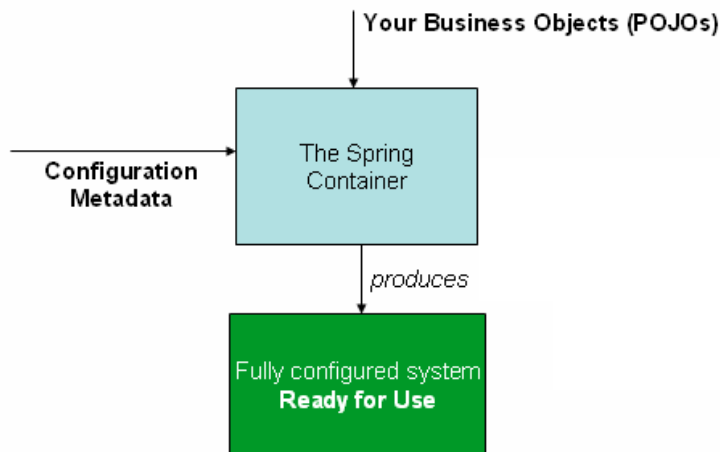 Your Business Objects (POJOs)
The Spring
Container
Configuration
Metadata
produces
Fully configured system
Ready for Use